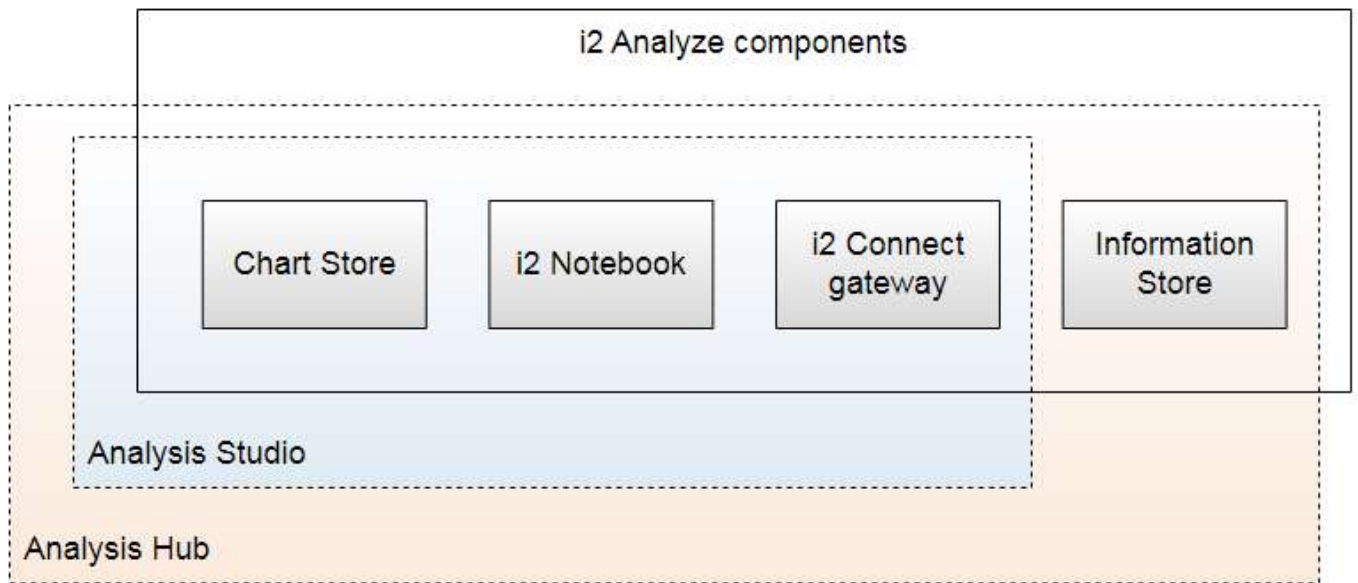 i2 Analyze components
Chart Store
i2 Notebook
i2 Connect
gateway
Information
Store
Analysis Studio
Analysis Hub